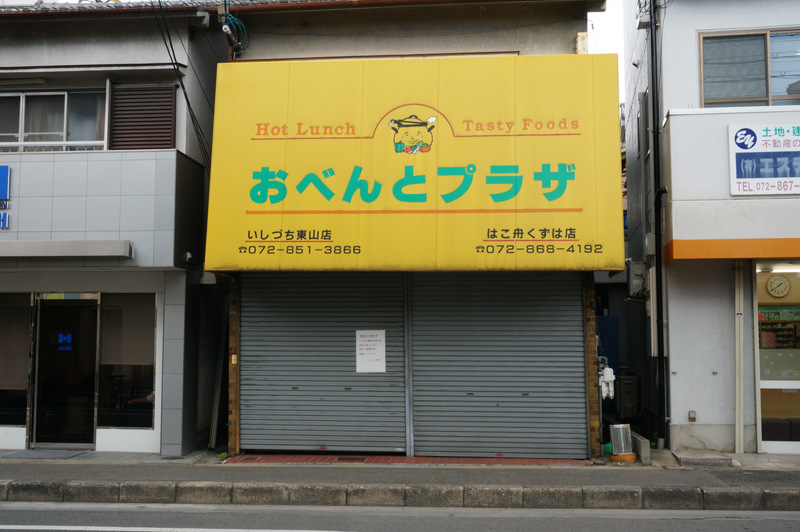 Hot Lunch Tasty Foods
おべんとプラザ
いしづち東山店
☎072-851-3866
はこ舟くずは店
☎072-868-4192
土地・建
不動産の
TEL.072-867-